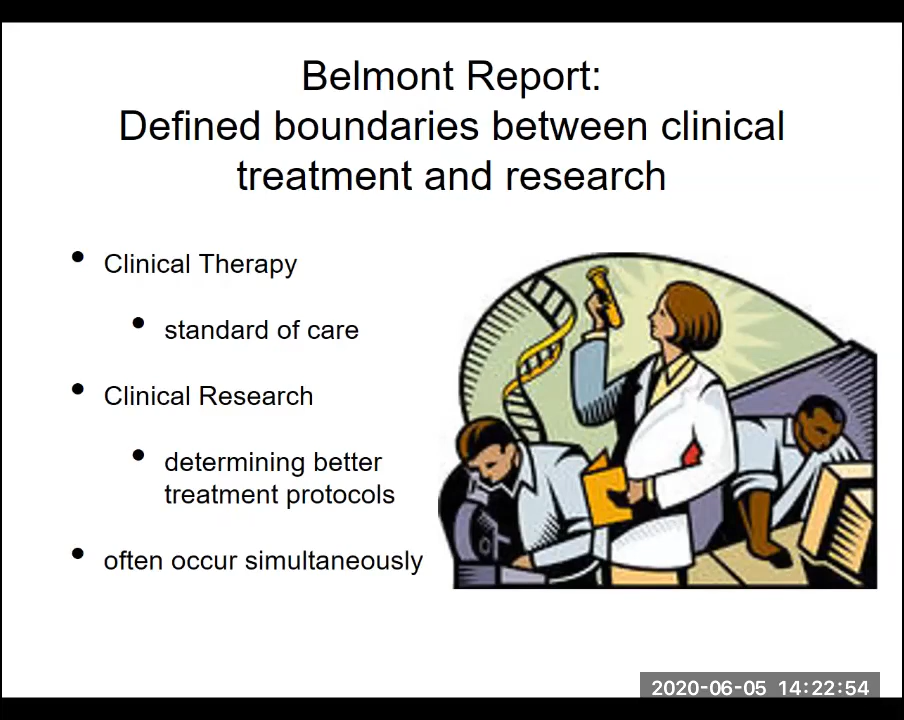 Belmont Report:
Defined boundaries between clinical
treatment and research
• Clinical Therapy
• standard of care
• Clinical Research
• determining better
treatment protocols
• often occur simultaneously
2020-06-05 14:22:54